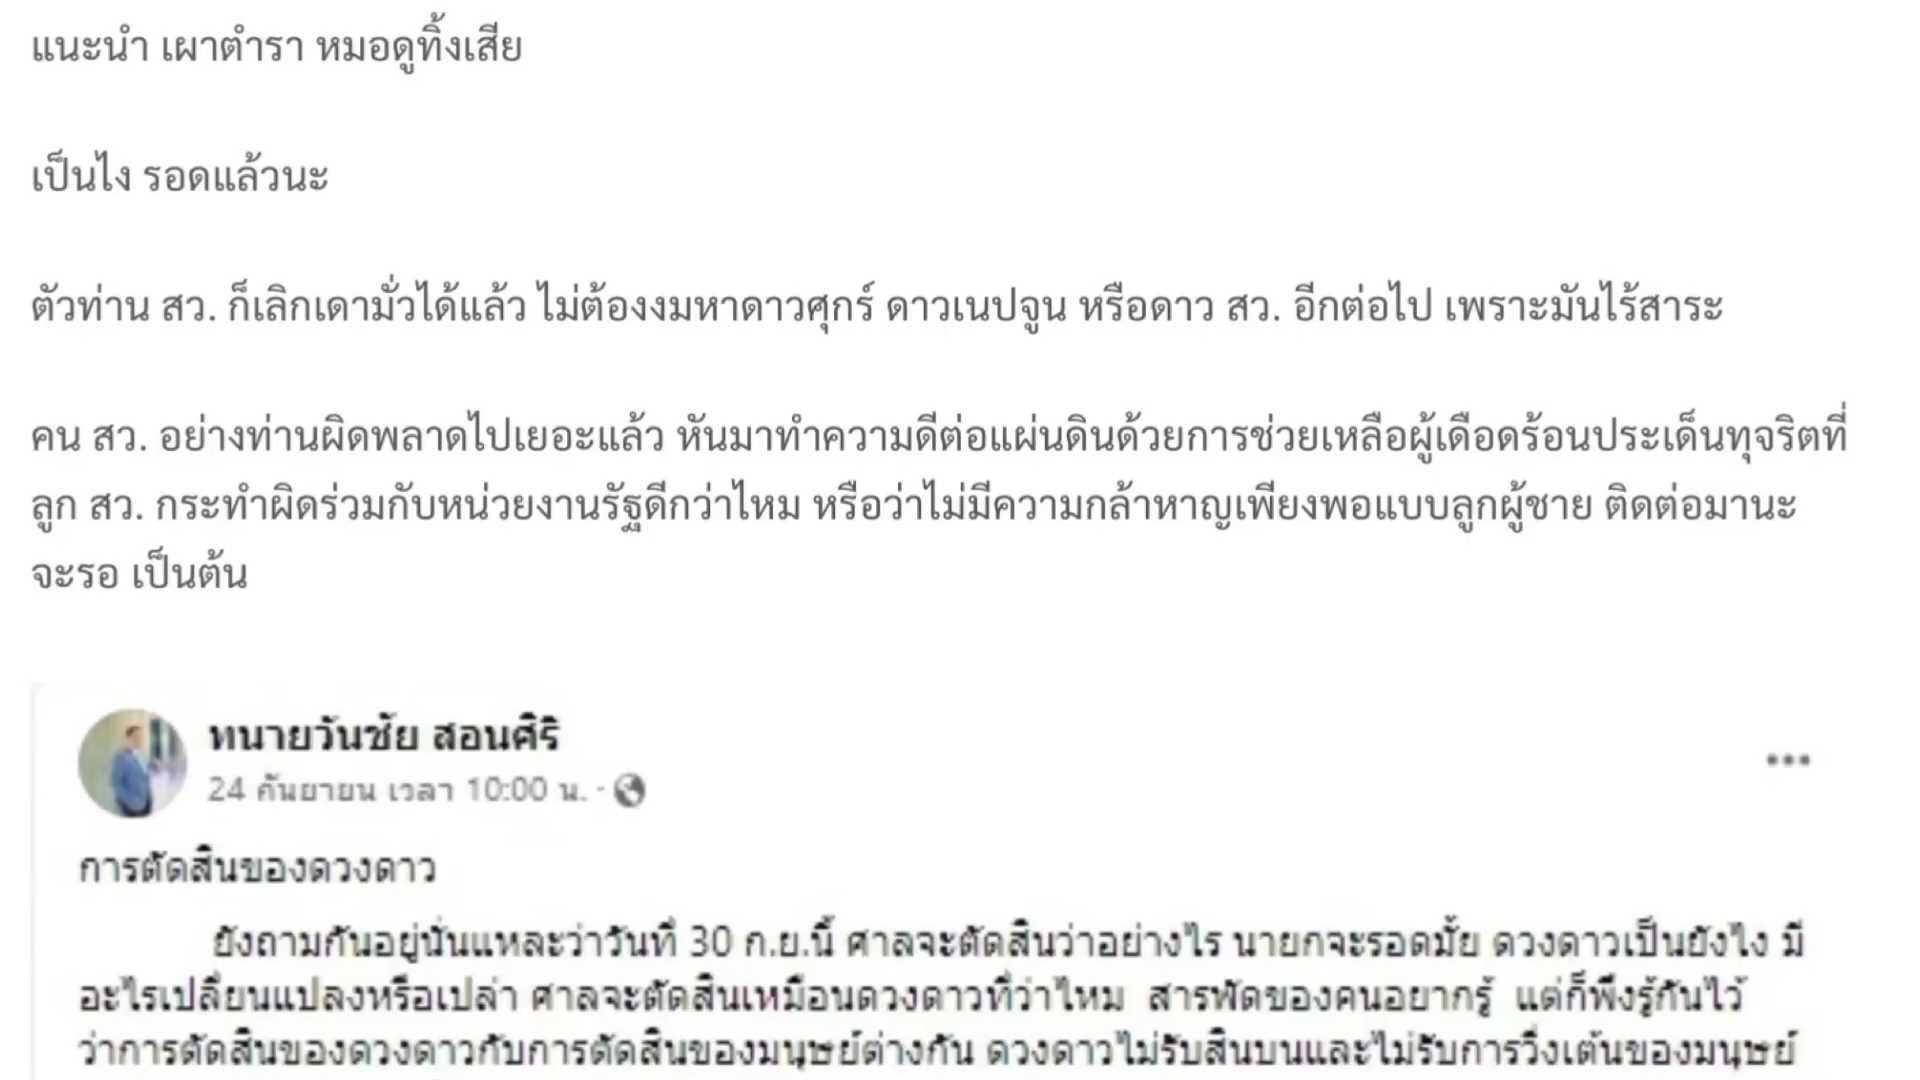 แนะนำ เผาตำรา หมอดูทิ้งเสีย
เป็นไง รอดแล้วนะ
ตัวท่าน สว. ก็เลิกเดามั่วได้แล้ว ไม่ต้องงมหาดาวศุกร์ ดาวเนปจูน หรือดาว สว. อีกต่อไป เพราะมันไร้สาระ
คน สว. อย่างท่านผิดพลาดไปเยอะแล้ว หันมาทำความดีต่อแผ่นดินด้วยการช่วยเหลือผู้เดือดร้อนประเด็นทุจริตที่
ลูก สว. กระทำผิดร่วมกับหน่วยงานรัฐดีกว่าไหม หรือว่าไม่มีความกล้าหาญเพียงพอแบบลูกผู้ชาย ติดต่อมานะ
จะรอ เป็นต้น
ทนายวันชัย สอนศิริ
24 กันยายน เวลา 10:00 น. ·
การตัดสินของดวงดาว
ยังถามกันอยู่นั่นแหละว่าวันที่ 30 ก.ย.นี้ ศาลจะตัดสินว่าอย่างไร นายกจะรอดมั้ย ดวงดาวเป็นยังไง มี
อะไรเปลี่ยนแปลงหรือเปล่า ศาลจะตัดสินเหมือนดวงดาวที่ว่าไหม สารพัดของคนอยากรู้ แต่ก็พึงรู้กันไว้
ว่าการตัดสินของดวงดาวกับการตัดสินของมนุษย์ต่างกัน ดวงดาวไม่รับสินบนและไม่รับการวิ่งเต้นของมนุษย์